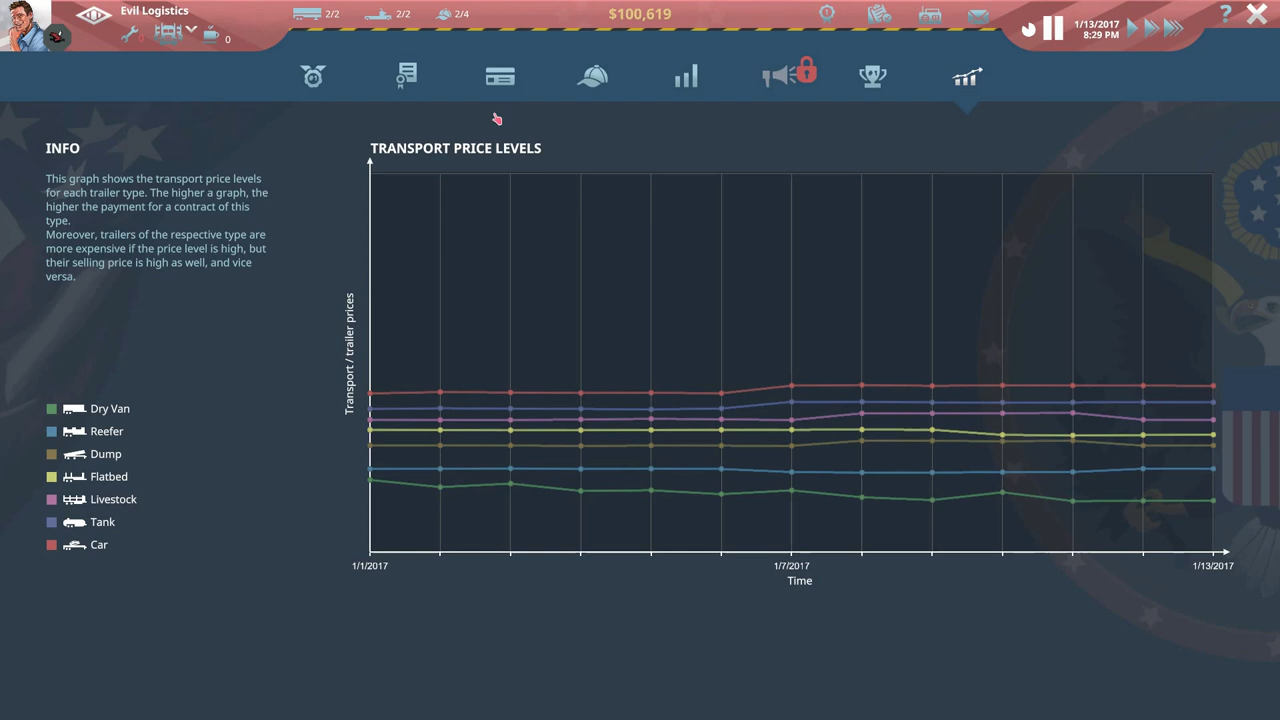 Evil Logistics
2/2
2/2
2/4
$100,619
1/13/2017
8:29 PM
?
0
0
#1
INFO
This graph shows the transport price levels
for each trailer type. The higher a graph, the
higher the payment for a contract of this
type.
Moreover, trailers of the respective type are
more expensive if the price level is high, but
their selling price is high as well, and vice
versa.
Dry Van
Reefer
Dump
Flatbed
Livestock
Tank
Car
TRANSPORT PRICE LEVELS
Transport / trailer prices
1/1/2017
1/7/2017
1/13/2017
Time